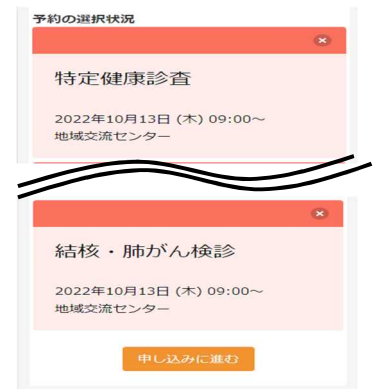 予約の選択状況
特定健康診査
2022年10月13日 (木) 09:00～
地域交流センター
結核・肺がん検診
2022年10月13日 (木) 09:00～
地域交流センター
申し込みに進む